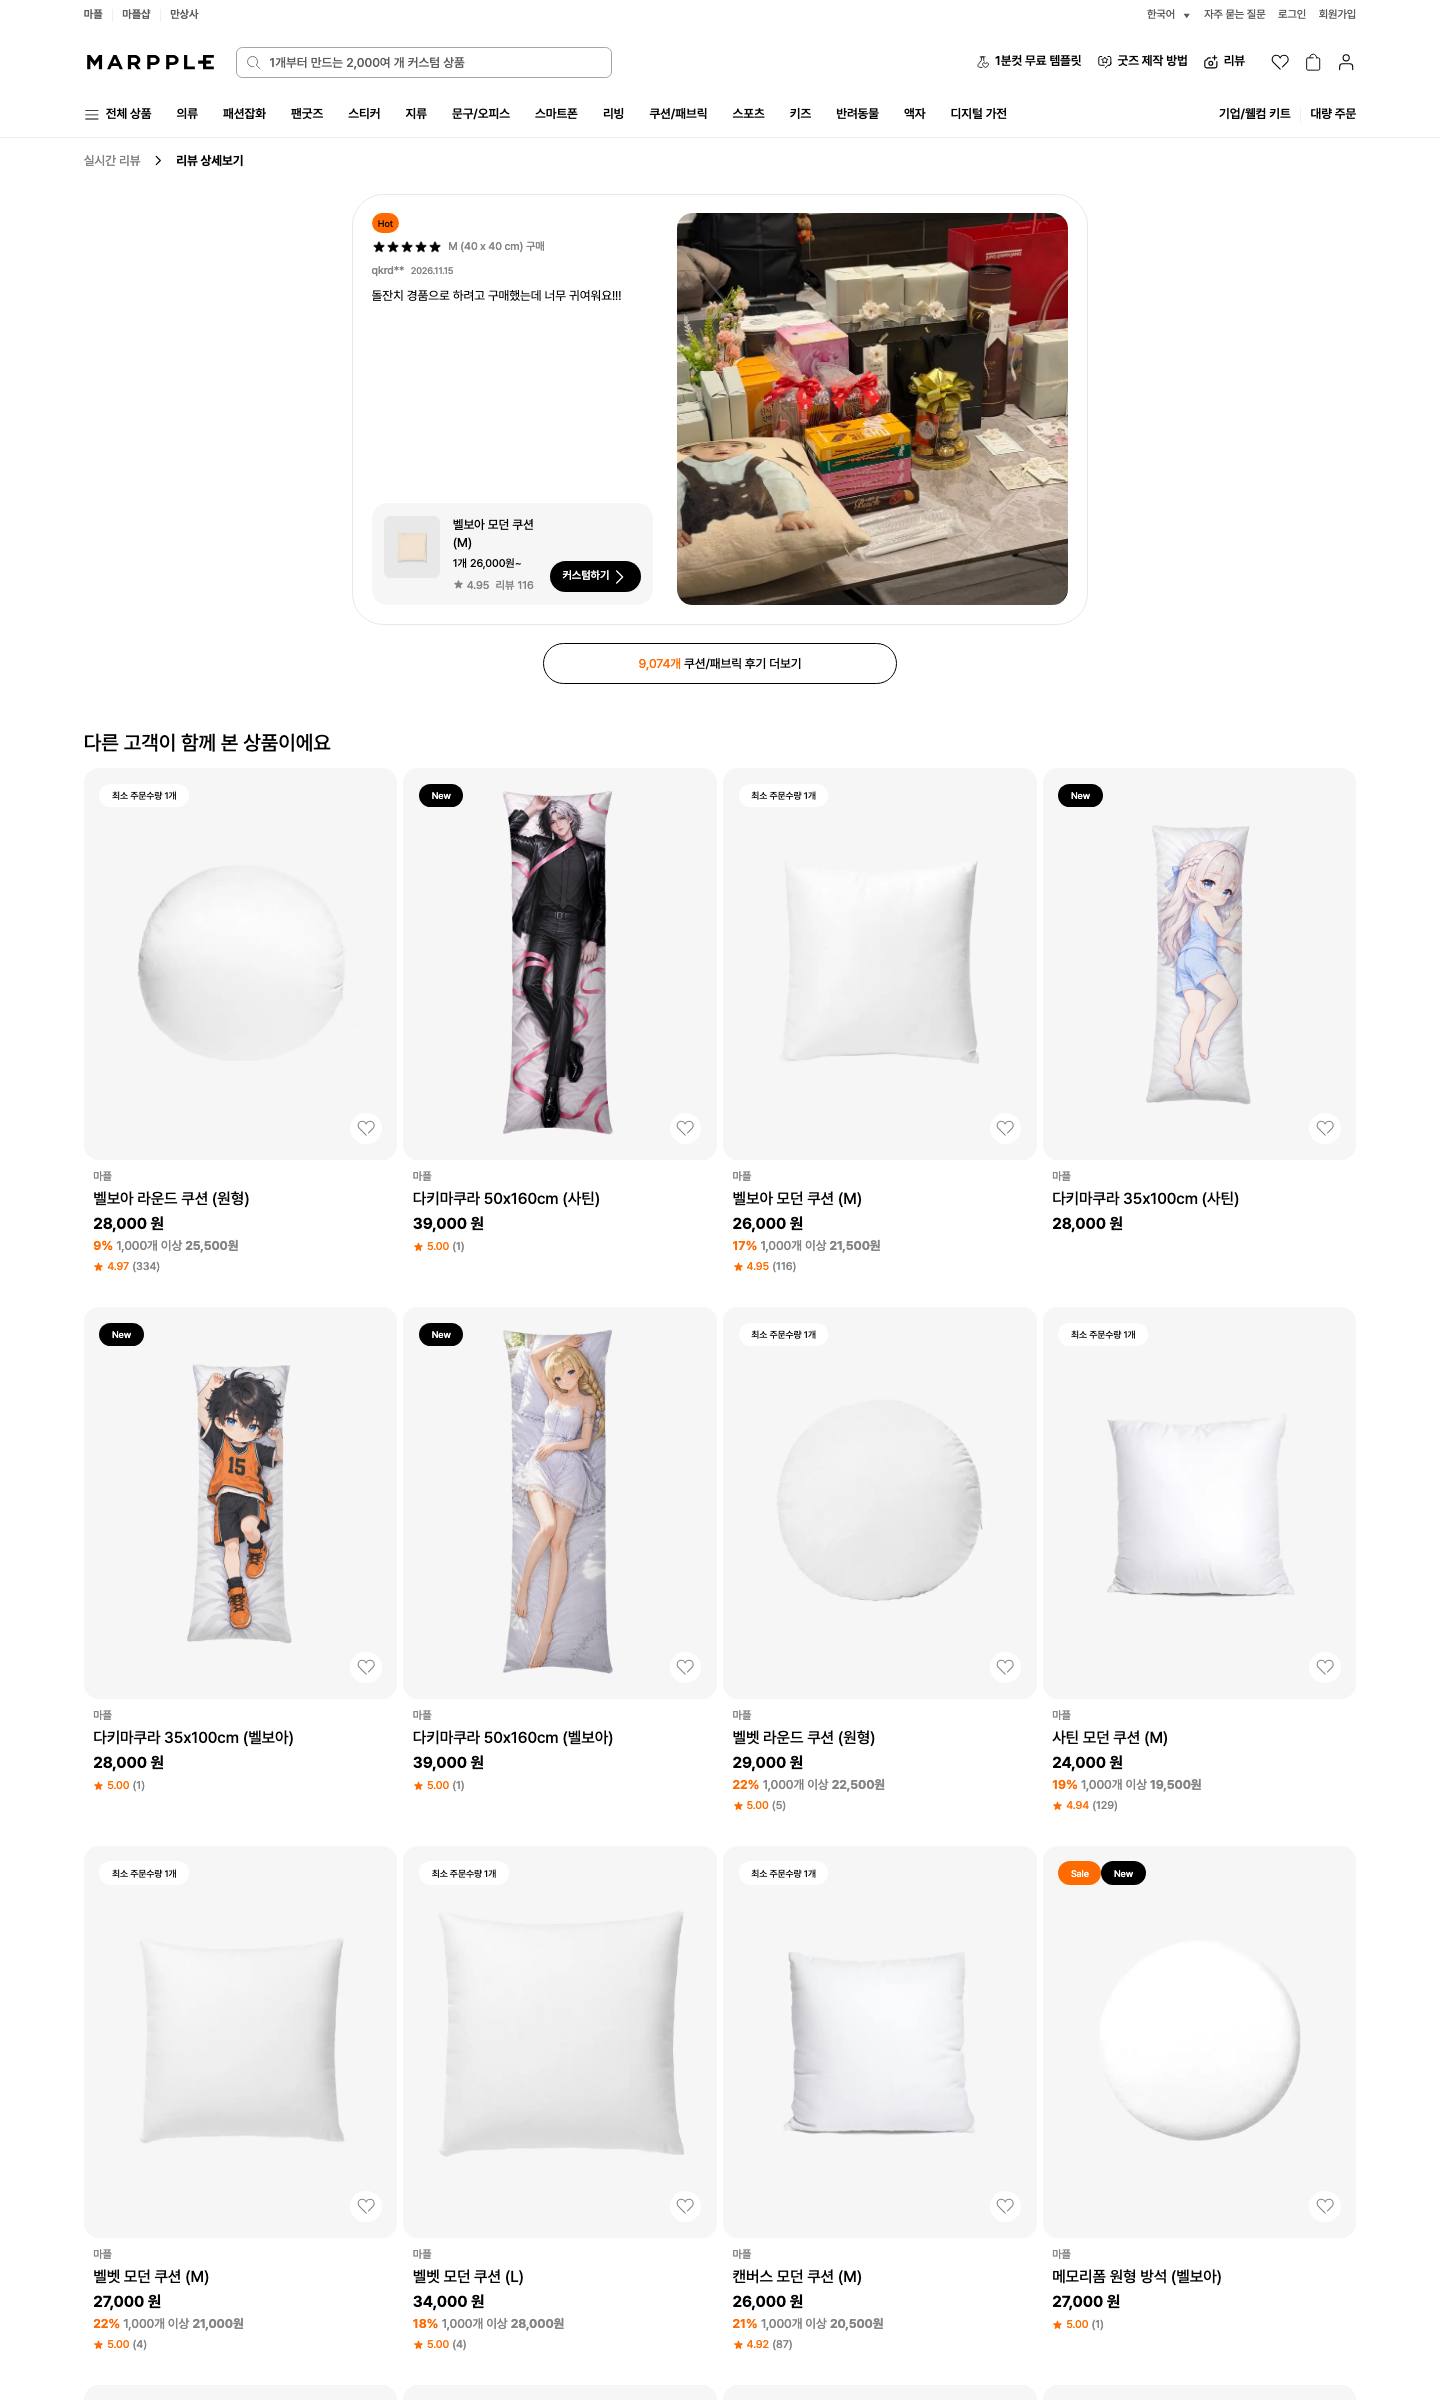 마플
마플샵
만상사
한국어
자주 묻는 질문
로그인
회원가입
MARPPLE
1개부터 만드는 2,000여 개 커스텀 상품
1분컷 무료 템플릿
굿즈 제작 방법
리뷰
전체 상품
의류
패션잡화
팬굿즈
스티커
지류
문구/오피스
스마트폰
리빙
쿠션/패브릭
스포츠
키즈
반려동물
액자
디지털 가전
기업/웰컴 키트
대량 주문
실시간 리뷰
리뷰 상세보기
Hot
M (40 x 40 cm) 구매
qkrd** 2026.11.15
돌잔치 경품으로 하려고 구매했는데 너무 귀여워요!!!
벨보아 모던 쿠션
(M)
1개 26,000원~
4.95 리뷰 116
커스텀하기
9,074개 쿠션/패브릭 후기 더보기
다른 고객이 함께 본 상품이에요
최소 주문수량 1개
마플
벨보아 라운드 쿠션 (원형)
28,000 원
9% 1,000개 이상 25,500원
4.97 (334)
New
마플
다키마쿠라 50x160cm (사틴)
39,000 원
5.00 (1)
최소 주문수량 1개
마플
벨보아 모던 쿠션 (M)
26,000 원
17% 1,000개 이상 21,500원
4.95 (116)
New
마플
다키마쿠라 35x100cm (사틴)
28,000 원
New
15
마플
다키마쿠라 35x100cm (벨보아)
28,000 원
5.00 (1)
New
마플
다키마쿠라 50x160cm (벨보아)
39,000 원
5.00 (1)
최소 주문수량 1개
마플
벨벳 라운드 쿠션 (원형)
29,000 원
22% 1,000개 이상 22,500원
5.00 (5)
최소 주문수량 1개
마플
사틴 모던 쿠션 (M)
24,000 원
19% 1,000개 이상 19,500원
4.94 (129)
최소 주문수량 1개
마플
벨벳 모던 쿠션 (M)
27,000 원
22% 1,000개 이상 21,000원
5.00 (4)
최소 주문수량 1개
마플
벨벳 모던 쿠션 (L)
34,000 원
18% 1,000개 이상 28,000원
5.00 (4)
최소 주문수량 1개
마플
캔버스 모던 쿠션 (M)
26,000 원
21% 1,000개 이상 20,500원
4.92 (87)
Sale
New
마플
메모리폼 원형 방석 (벨보아)
27,000 원
5.00 (1)